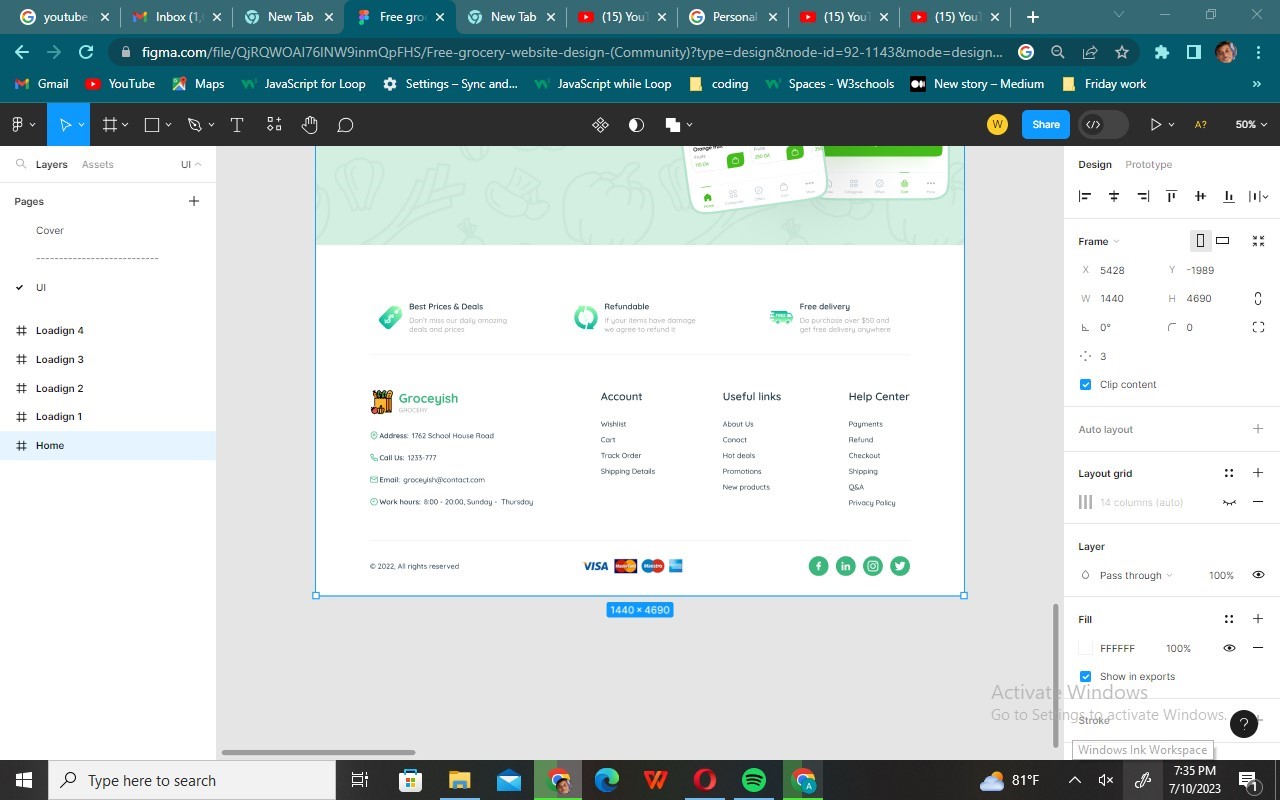 youtube
Inbox (1,
New Tab
Free gro
New Tab
(15) You
Personal
(15) You
(15) You
figma.com/file/QjRQWOAl76lNW9inmQpFHS/Free-grocery-website-design-(Community)?type=design&node-id=92-1143&mode=design...
Gmail
YouTube
Maps
JavaScript for Loop
Settings – Sync and...
JavaScript while Loop
coding
Spaces - W3schools
New story – Medium
Friday work
W
Share
A?
50%
Layers
Assets
UI
Pages
Cover
---------------------------
UI
Loadign 4
Loadign 3
Loadign 2
Loadign 1
Home
Best Prices & Deals
Don't miss our daily amazing
deals and prices
Refundable
If your items have damage
we agree to refund it
Free delivery
Do purchase over $50 and
get free delivery anywhere
Groceyish
GROCERY
Address: 1762 School House Road
Call Us: 1233-777
Email: groceyish@contact.com
Work hours: 8:00 - 20:00, Sunday - Thursday
Account
Wishlist
Cart
Track Order
Shipping Details
Useful links
About Us
Conact
Hot deals
Promotions
New products
Help Center
Payments
Refund
Checkout
Shipping
Q&A
Privacy Policy
© 2022, All rights reserved
VISA
MasterCard
Maestro
1440 × 4690
Design
Prototype
Frame
X 5428
Y -1989
W 1440
H 4690
0°
0
3
Clip content
Auto layout
Layout grid
14 columns (auto)
Layer
Pass through
100%
Fill
FFFFFF
100%
Show in exports
Stroke
Activate Windows
Go to Settings to activate Windows.
?
Windows Ink Workspace
Type here to search
81°F
7:35 PM
7/10/2023
1